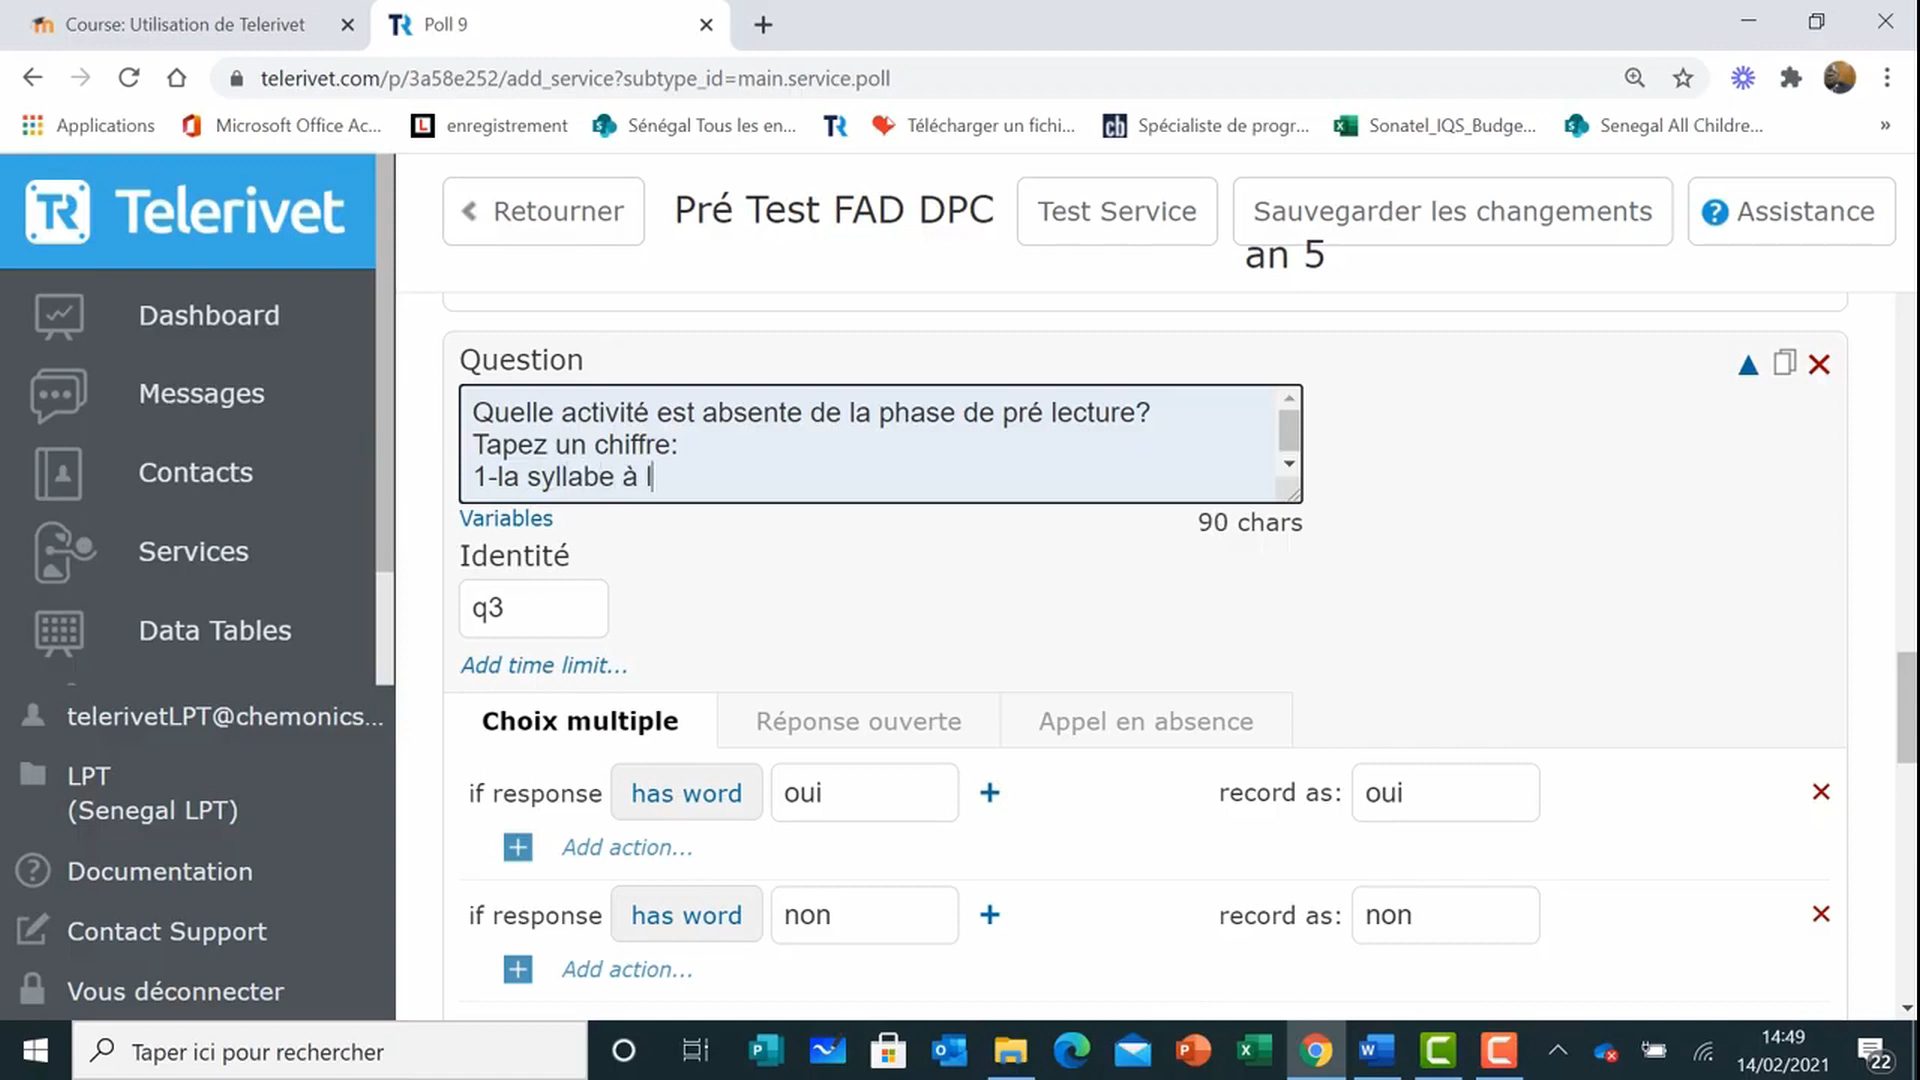 Course: Utilisation de Telerivet
Poll 9
telerivet.com/p/3a58e252/add_service?subtype_id=main.service.poll
Applications
Microsoft Office Ac...
enregistrement
Sénégal Tous les en...
Télécharger un fichi...
Spécialiste de progr...
Sonatel_IQS_Budge...
Senegal All Childre...
»
Telerivet
Retourner
Pré Test FAD DPC
an 5
Test Service
Sauvegarder les changements
Assistance
Dashboard
Messages
Contacts
Services
Data Tables
telerivetLPT@chemonics...
LPT
(Senegal LPT)
Documentation
Contact Support
Vous déconnecter
Question
Quelle activité est absente de la phase de pré lecture?
Tapez un chiffre:
1-la syllabe à l
Variables
90 chars
Identité
q3
Add time limit...
Choix multiple
Réponse ouverte
Appel en absence
if response has word oui + record as: oui
Add action...
if response has word non + record as: non
Add action...
Taper ici pour rechercher
14:49
14/02/2021
22